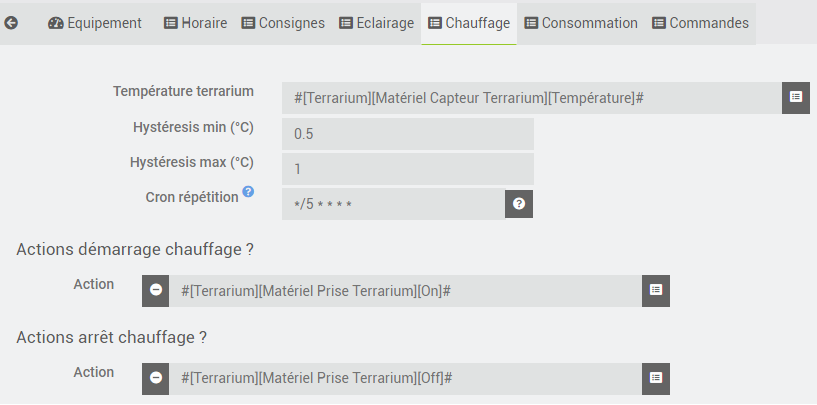 Equipement Horaire Consignes Eclairage Chauffage Consommation Commandes
Température terrarium #[Terrarium][Matériel Capteur Terrarium][Température]#
Hystéresis min (°C) 0.5
Hystéresis max (°C) 1
Cron répétition ? */5 * * * * ?
Actions démarrage chauffage ?
Action #[Terrarium][Matériel Prise Terrarium][On]#
Actions arrêt chauffage ?
Action #[Terrarium][Matériel Prise Terrarium][Off]#